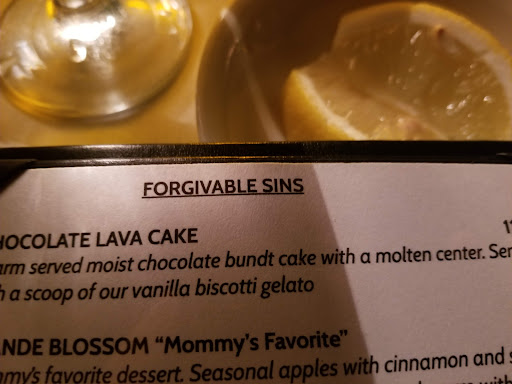 FORGIVABLE SINS
HOCOLATE LAVA CAKE
arm served moist chocolate bundt cake with a molten center. Ser
h a scoop of our vanilla biscotti gelato
NDE BLOSSOM “Mommy’s Favorite”
my’s favorite dessert. Seasonal apples with cinnamon and s